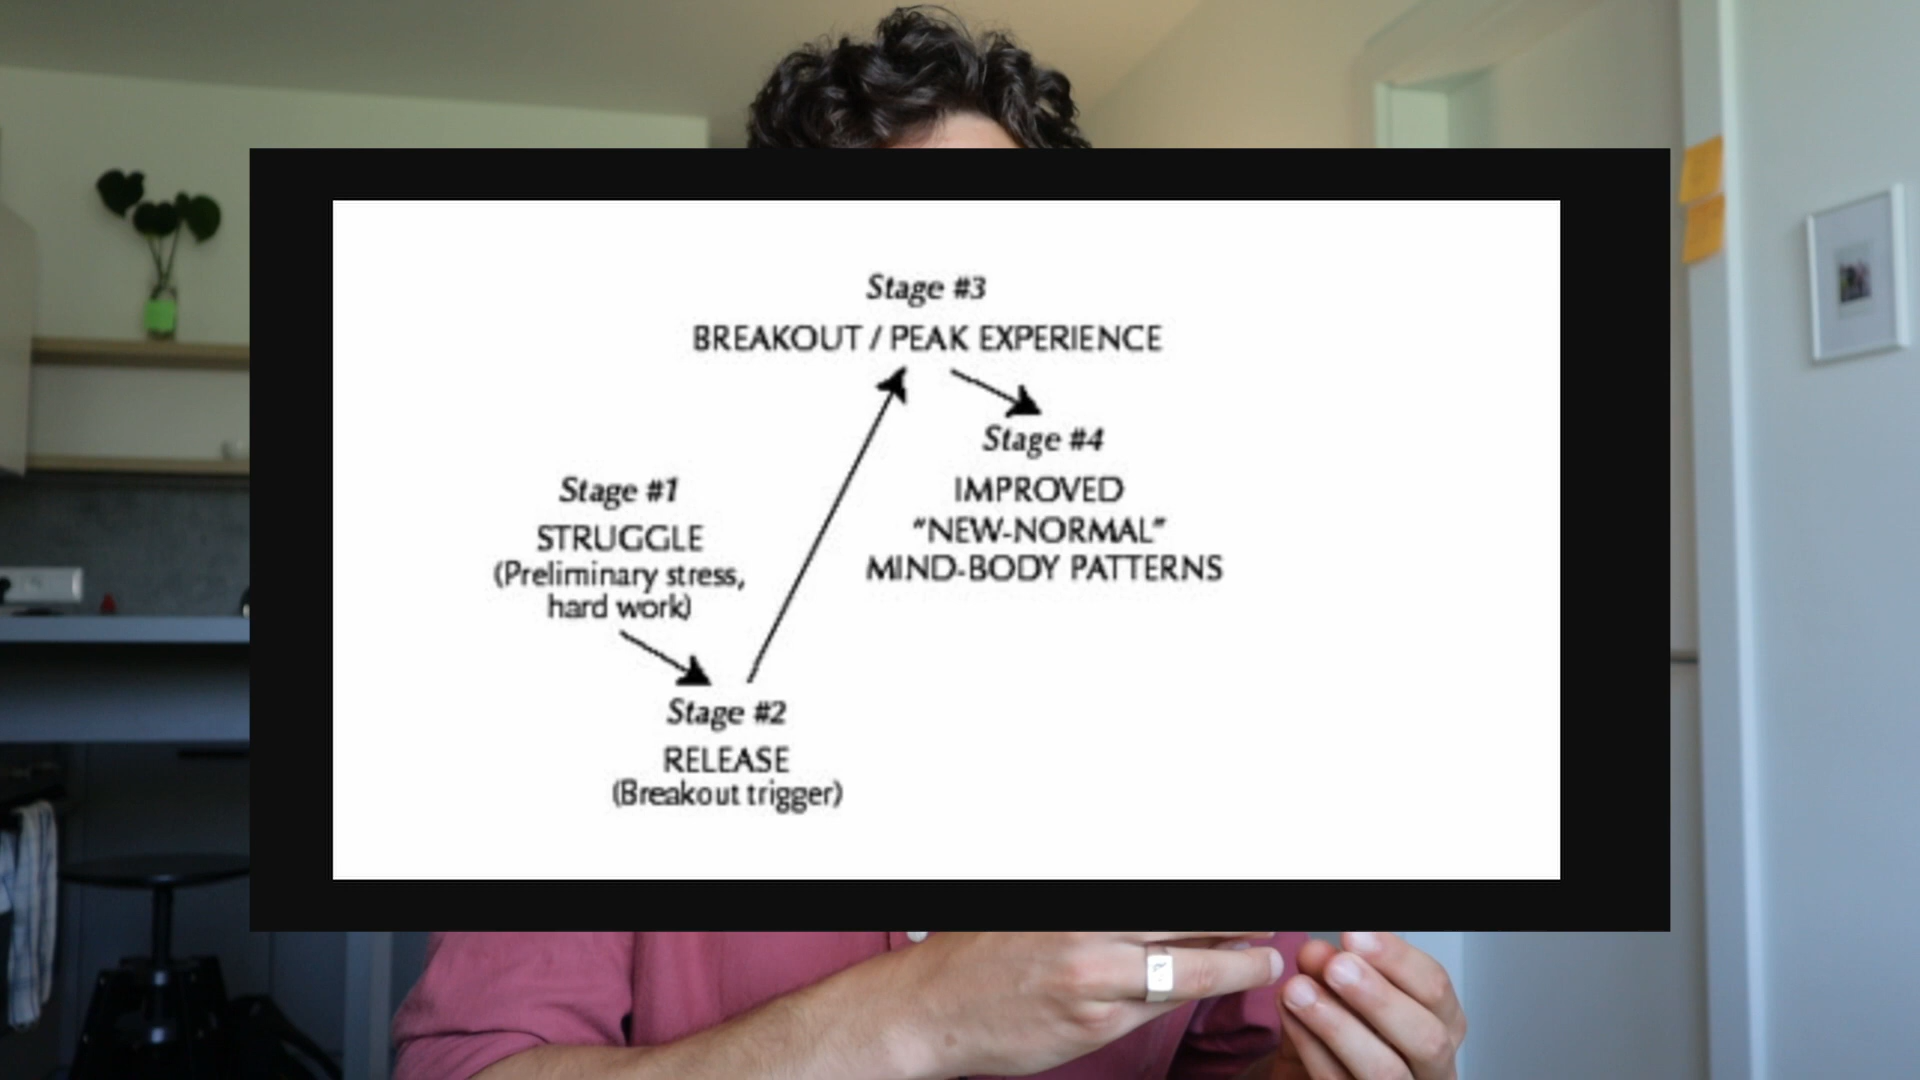 Stage #3
BREAKOUT / PEAK EXPERIENCE
Stage #4
IMPROVED
“NEW-NORMAL”
MIND-BODY PATTERNS
Stage #1
STRUGGLE
(Preliminary stress,
hard work)
Stage #2
RELEASE
(Breakout trigger)